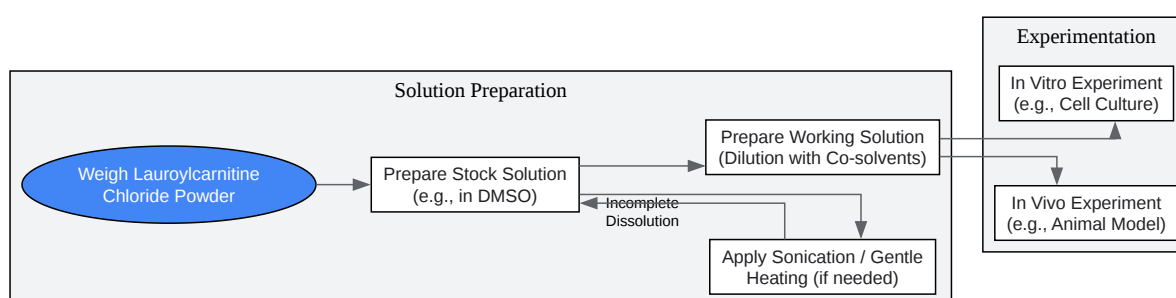 Experimentation
Solution Preparation
In Vitro Experiment
(e.g., Cell Culture)
Prepare Working Solution
(Dilution with Co-solvents)
Weigh Lauroylcarnitine
Chloride Powder
Prepare Stock Solution
(e.g., in DMSO)
Incomplete
Dissolution
In Vivo Experiment
(e.g., Animal Model)
Apply Sonication / Gentle
Heating (if needed)